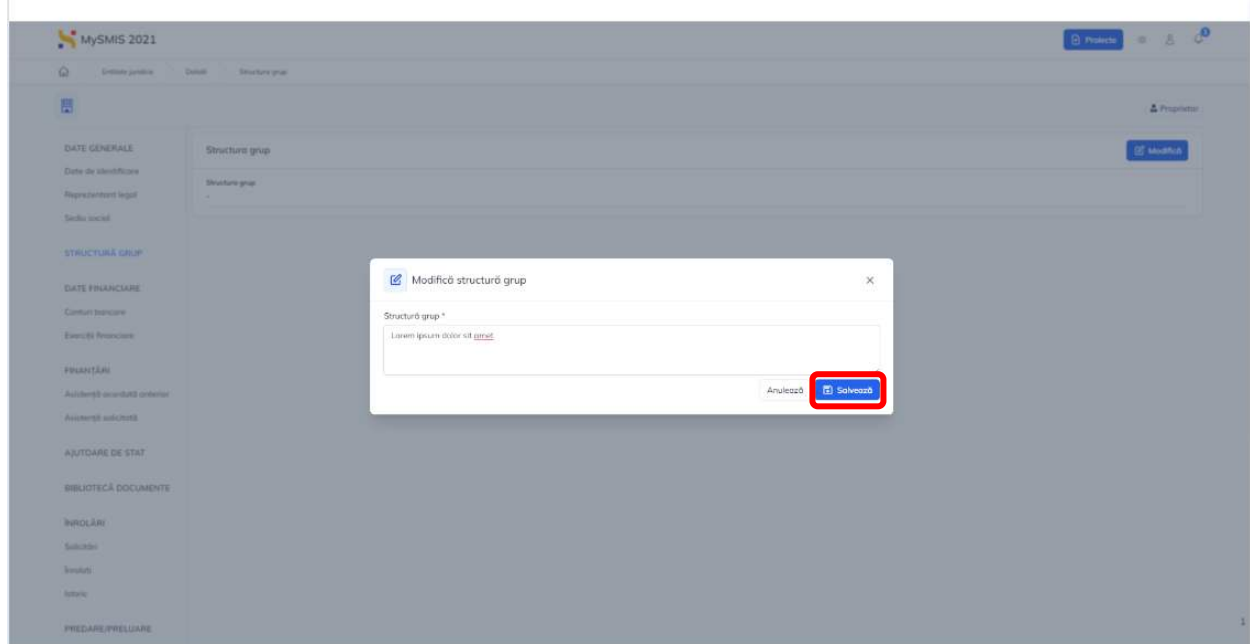 MySMIS 2021
Proiecte
Entitate juridica Detalii Structura grup
Proprietar
DATE GENERALE
Date de identificare
Reprezentant legal
Sediu social
STRUCTURĂ GRUP
DATE FINANCIARE
Conturi bancare
Exerciții financiare
FINANȚĂRI
Asistență acordată anterior
Asistență solicitată
AJUTOARE DE STAT
BIBLIOTECĂ DOCUMENTE
ÎNROLĂRI
Solicitări
Înrolați
Istoric
PREDARE/PRELUARE
Structura grup
Modifică
Structura grup
-
Modifică structură grup
Structură grup *
Lorem ipsum dolor sit amet
Anulează Salvează
1